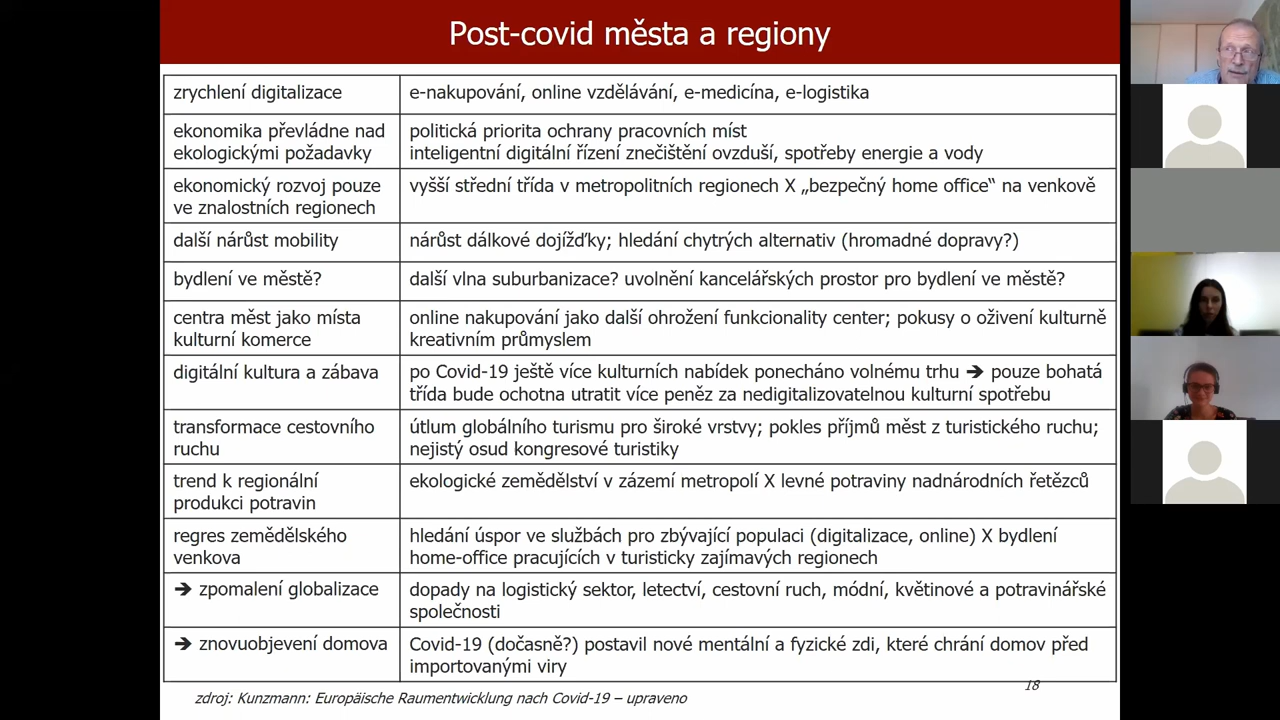 Post-covid města a regiony
zrychlení digitalizace
e-nakupování, online vzdělávání, e-medicína, e-logistika
ekonomika převládne nad
ekologickými požadavky
politická priorita ochrany pracovních míst
inteligentní digitální řízení znečištění ovzduší, spotřeby energie a vody
ekonomický rozvoj pouze
ve znalostních regionech
vyšší střední třída v metropolitních regionech X „bezpečný home office“ na venkově
další nárůst mobility
nárůst dálkové dojížďky; hledání chytrých alternativ (hromadné dopravy?)
bydlení ve městě?
další vlna suburbanizace? uvolnění kancelářských prostor pro bydlení ve městě?
centra měst jako místa
kulturní komerce
online nakupování jako další ohrožení funkcionality center; pokusy o oživení kulturně
kreativním průmyslem
digitální kultura a zábava
po Covid-19 ještě více kulturních nabídek ponecháno volnému trhu ➔ pouze bohatá
třída bude ochotna utratit více peněz za nedigitalizovatelnou kulturní spotřebu
transformace cestovního
ruchu
útlum globálního turismu pro široké vrstvy; pokles příjmů měst z turistického ruchu;
nejistý osud kongresové turistiky
trend k regionální
produkci potravin
ekologické zemědělství v zázemí metropolí X levné potraviny nadnárodních řetězců
regres zemědělského
venkova
hledání úspor ve službách pro zbývající populaci (digitalizace, online) X bydlení
home-office pracujících v turisticky zajímavých regionech
➔ zpomalení globalizace
dopady na logistický sektor, letectví, cestovní ruch, módní, květinové a potravinářské
společnosti
➔ znovuobjevení domova
Covid-19 (dočasně?) postavil nové mentální a fyzické zdi, které chrání domov před
importovanými viry
18
zdroj: Kunzmann: Europäische Raumentwicklung nach Covid-19 – upraveno